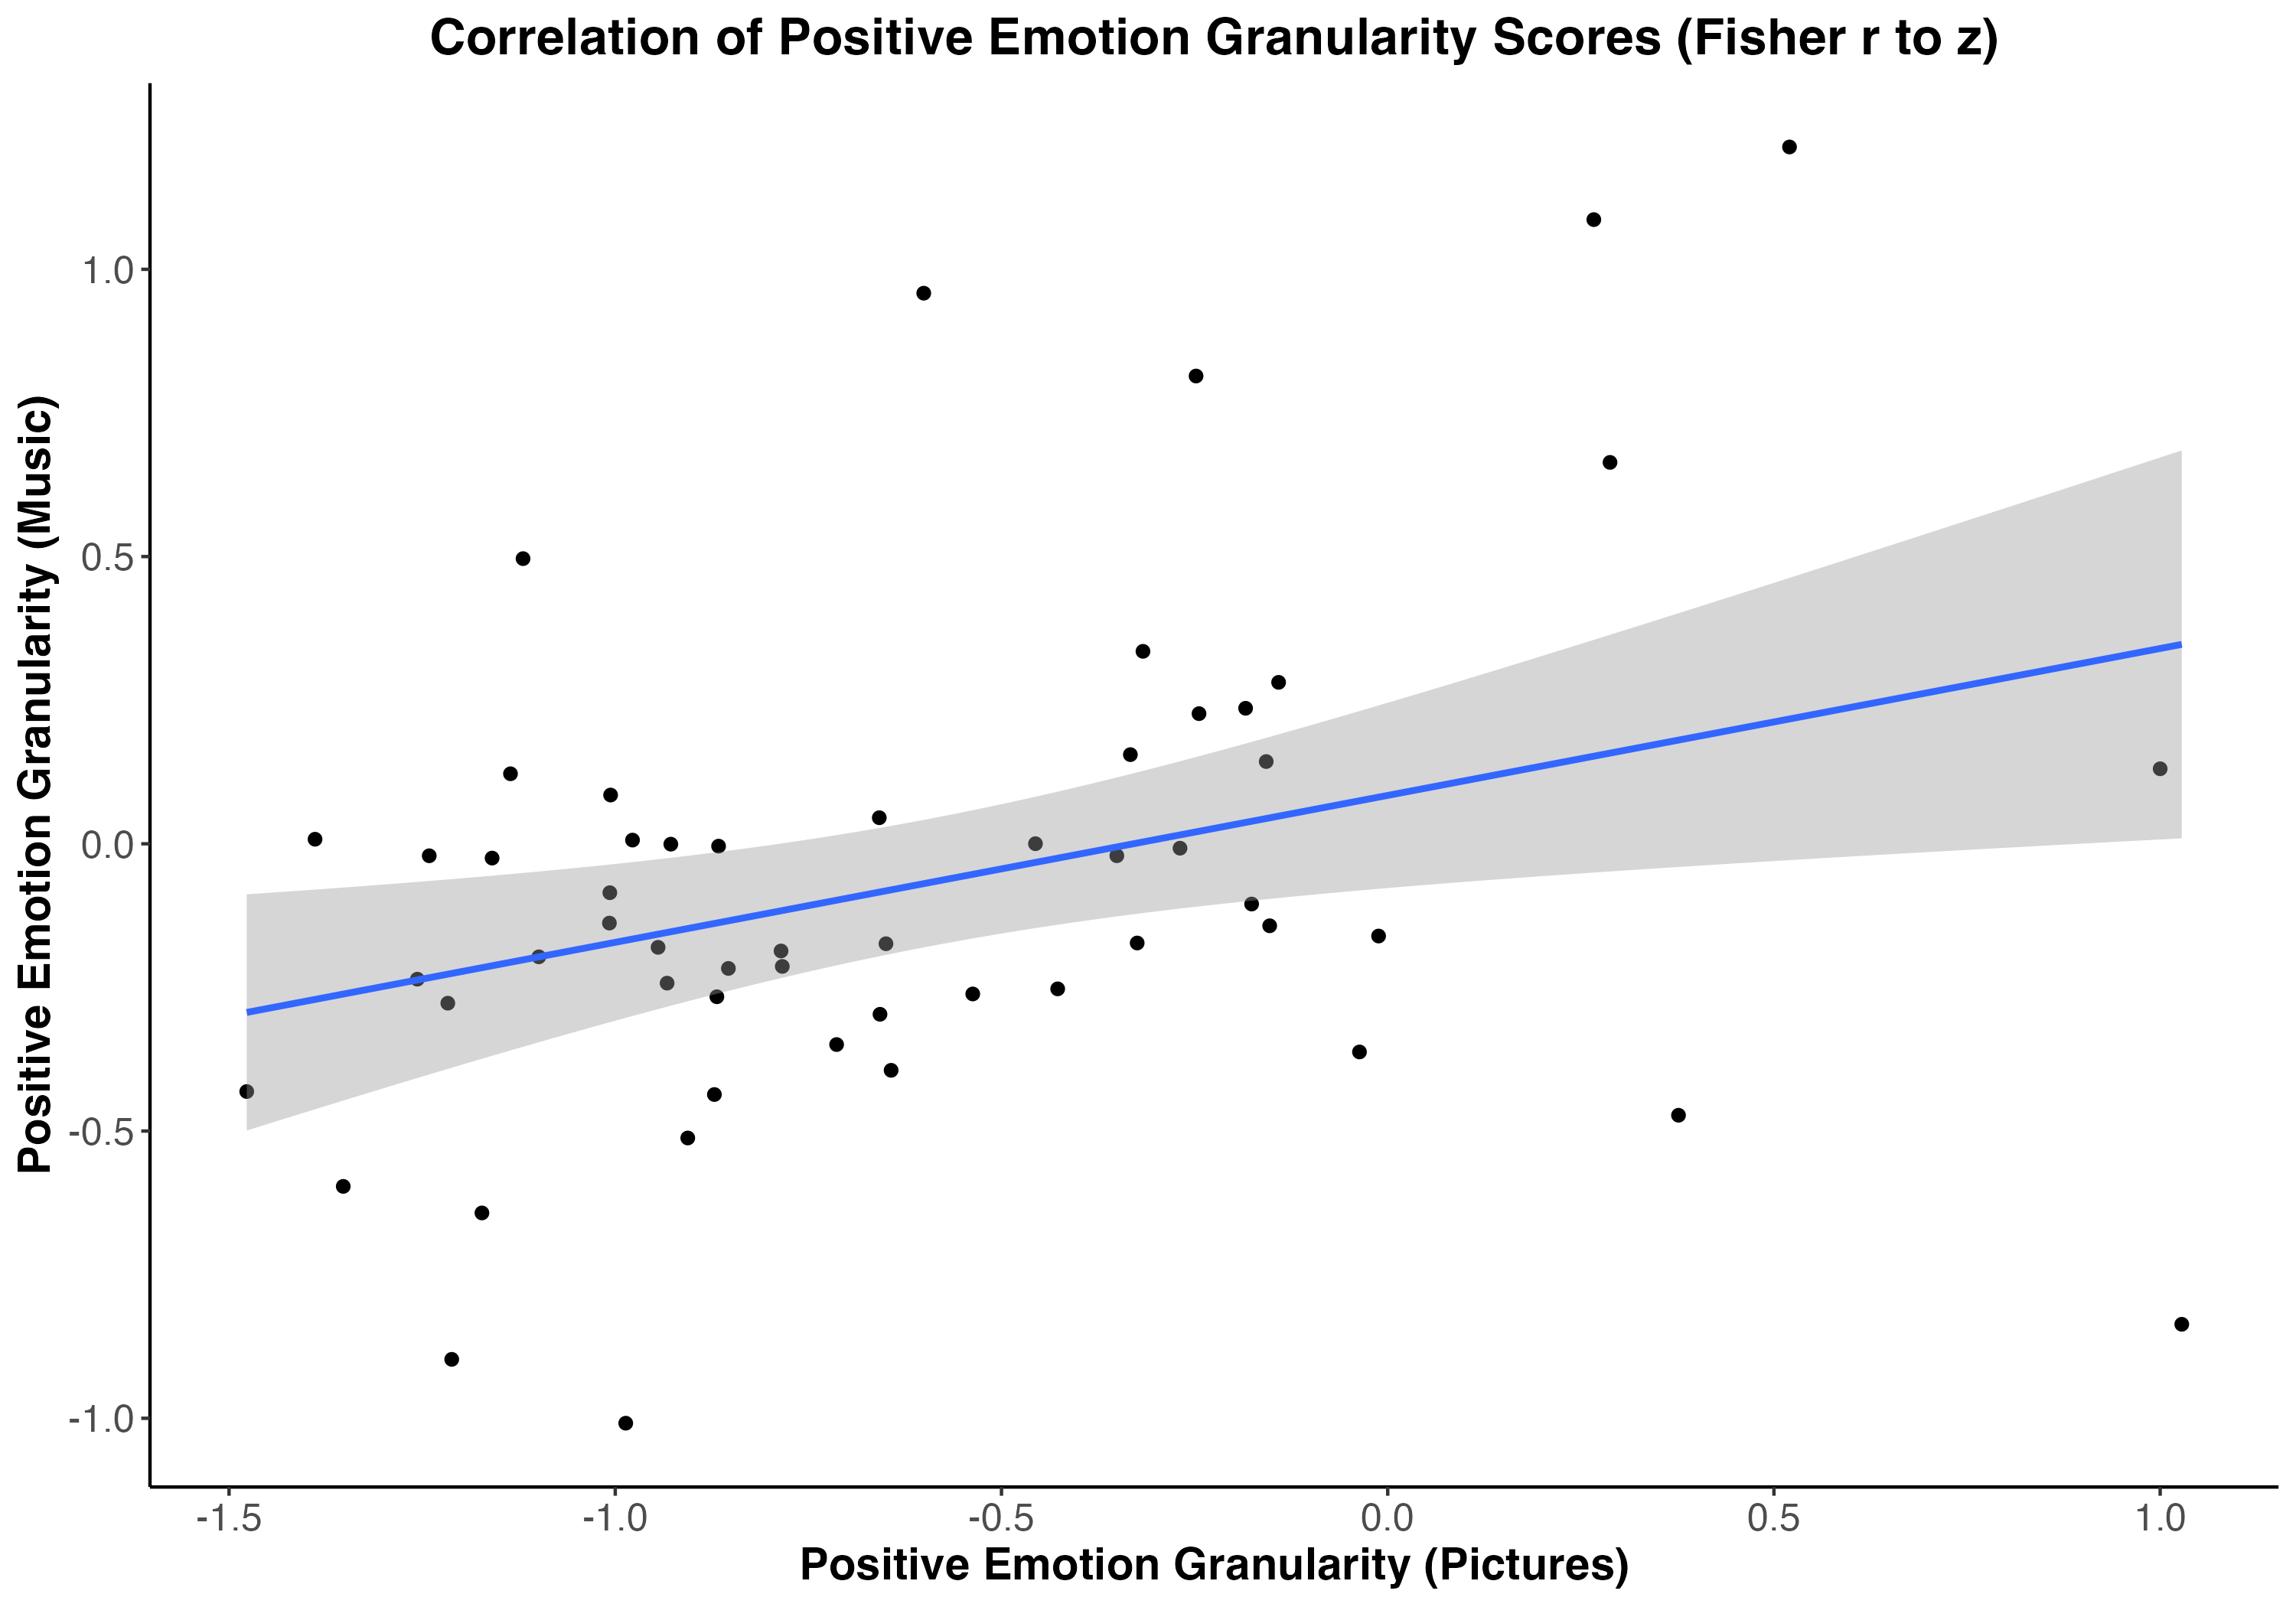 Correlation of Positive Emotion Granularity Scores (Fisher r to z)
Positive Emotion Granularity (Music)
1.0
0.5
0.0
-0.5
-1.0
-1.5 -1.0 -0.5 0.0 0.5 1.0
Positive Emotion Granularity (Pictures)